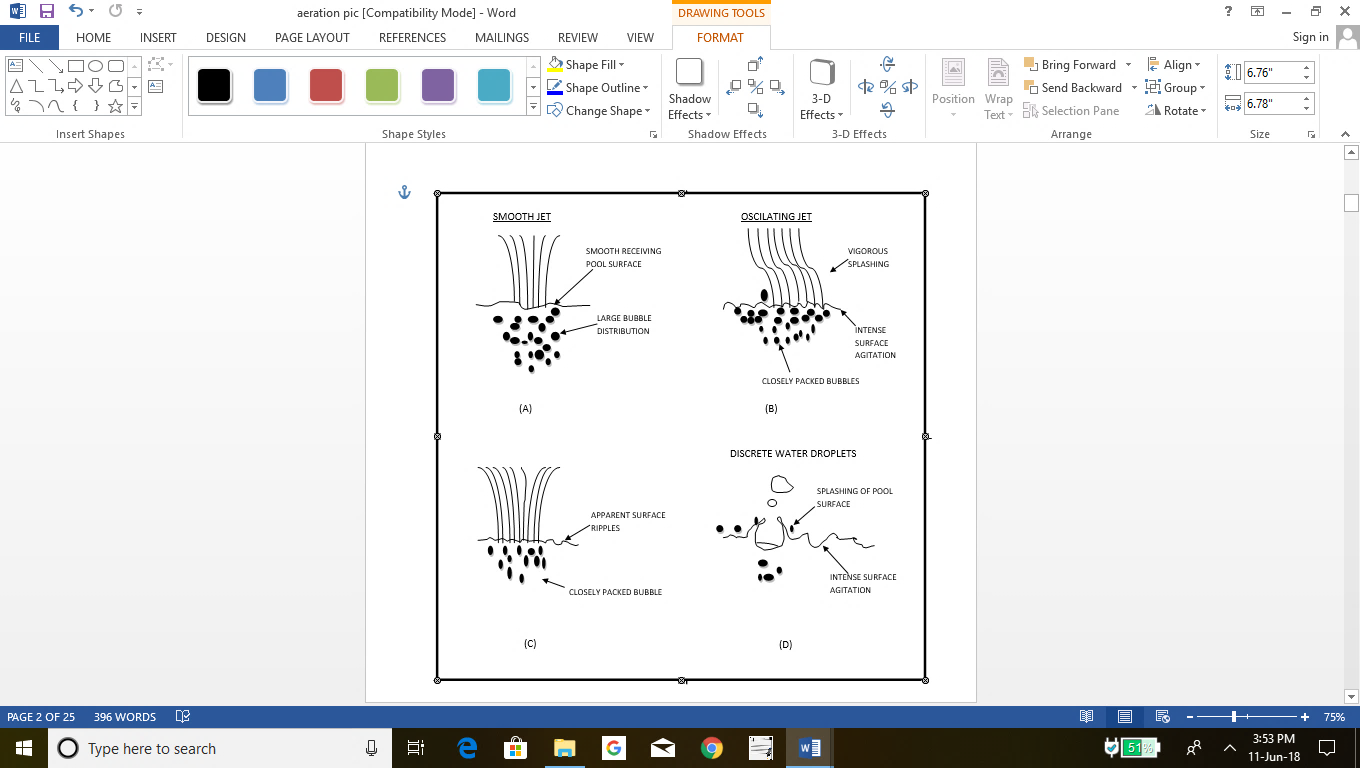 aeration pic [Compatibility Mode] - Word
DRAWING TOOLS
?
FILE
HOME
INSERT
DESIGN
PAGE LAYOUT
REFERENCES
MAILINGS
REVIEW
VIEW
FORMAT
Sign in
Shape Fill
Shape Outline
Change Shape
Shadow
Effects
3-D
Effects
Position
Wrap
Text
Bring Forward
Send Backward
Selection Pane
Align
Group
Rotate
6.76"
6.78"
Insert Shapes
Shape Styles
Shadow Effects
3-D Effects
Arrange
Size
SMOOTH JET
SMOOTH RECEIVING
POOL SURFACE
LARGE BUBBLE
DISTRIBUTION
(A)
OSCILATING JET
VIGOROUS
SPLASHING
INTENSE
SURFACE
AGITATION
CLOSELY PACKED BUBBLES
(B)
APPARENT SURFACE
RIPPLES
CLOSELY PACKED BUBBLE
(C)
DISCRETE WATER DROPLETS
SPLASHING OF POOL
SURFACE
INTENSE SURFACE
AGITATION
(D)
PAGE 2 OF 25
396 WORDS
75%
Type here to search
51%
3:53 PM
11-Jun-18